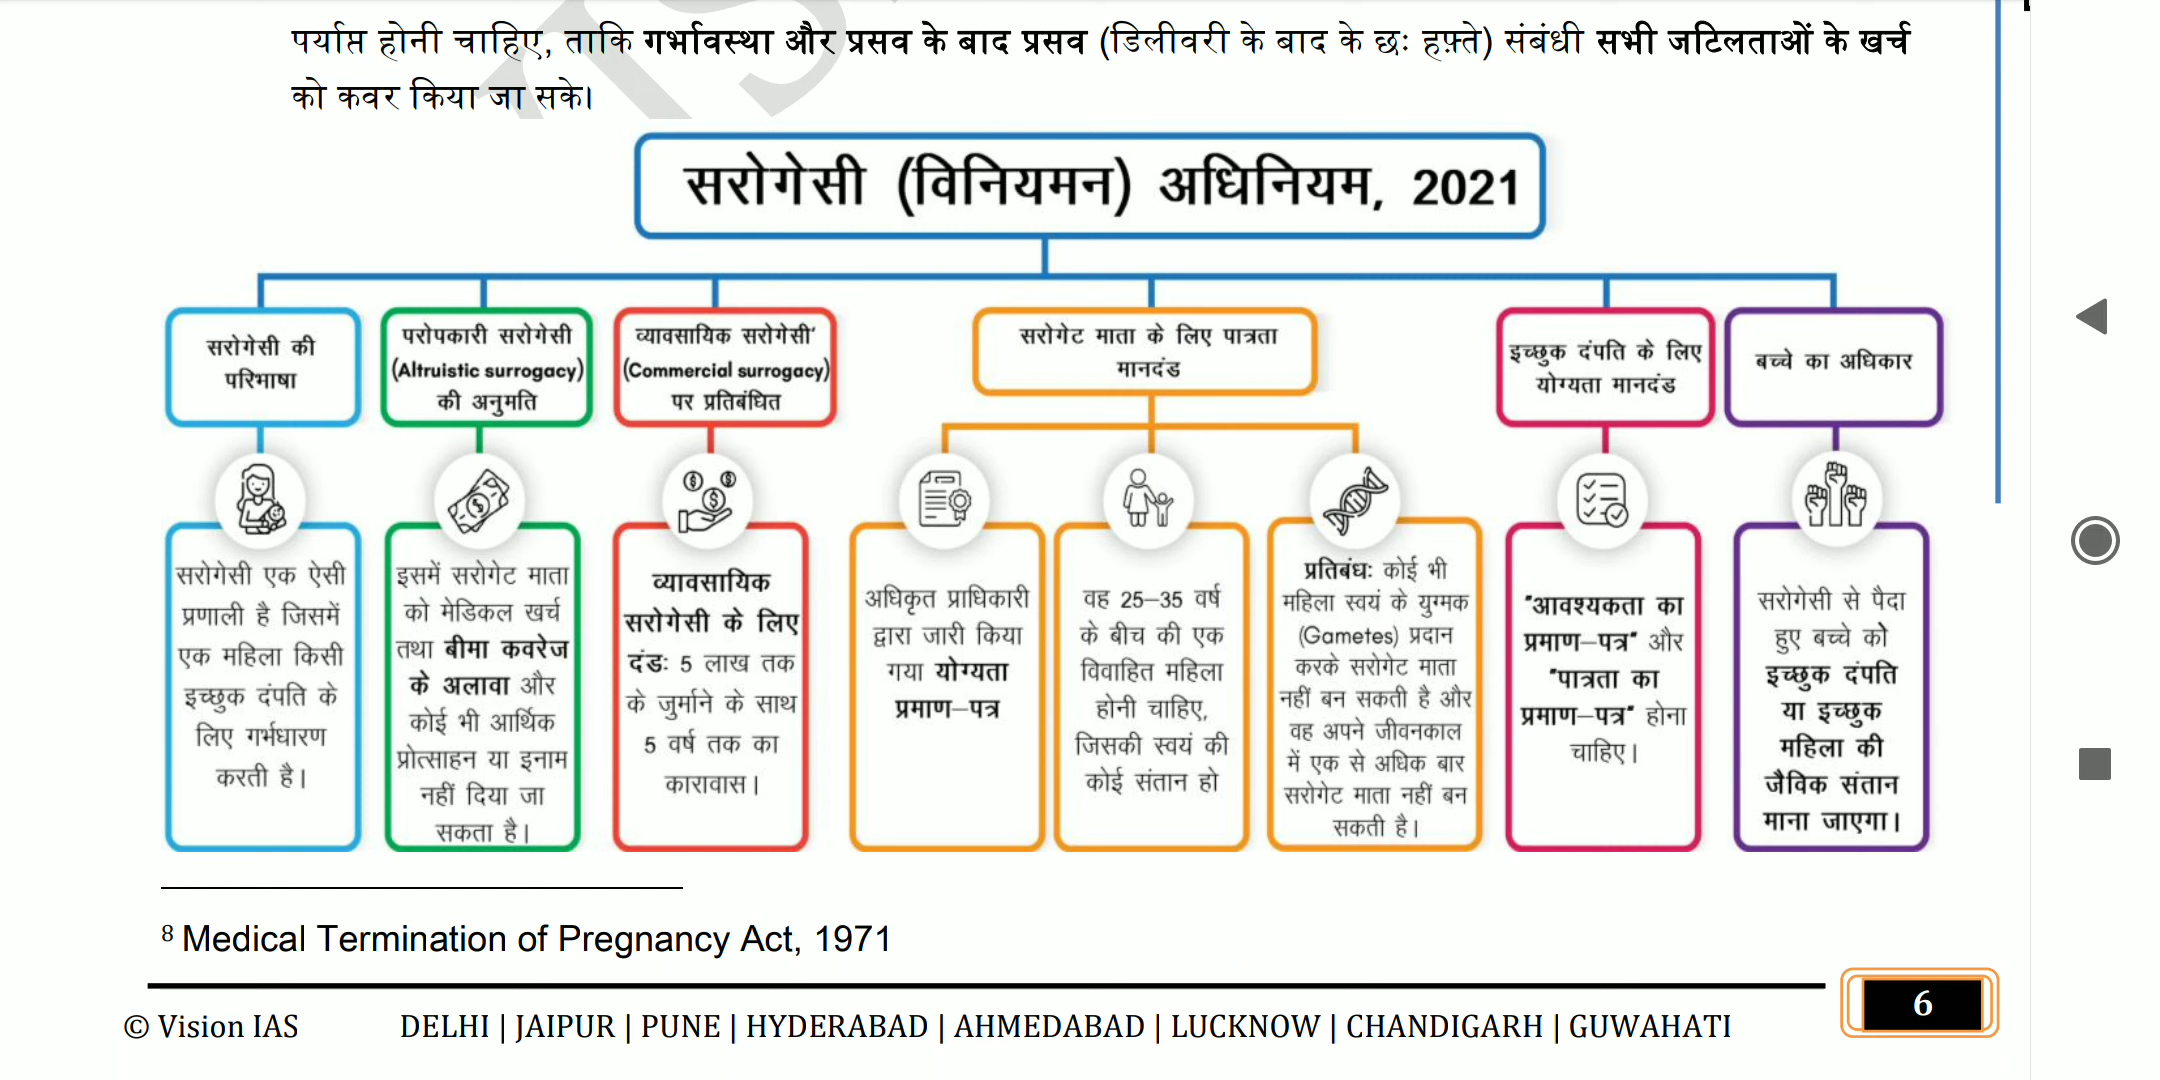 पर्याप्त होनी चाहिए, ताकि गर्भावस्था और प्रसव के बाद प्रसव (डिलीवरी के बाद के छः हफ़्ते) संबंधी सभी जटिलताओं के खर्च
को कवर किया जा सके।
सरोगेसी (विनियमन) अधिनियम, 2021
सरोगेसी की
परिभाषा
सरोगेसी एक ऐसी
प्रणाली है जिसमें
एक महिला किसी
इच्छुक दंपति के
लिए गर्भधारण
करती है।
परोपकारी सरोगेसी
(Altruistic surrogacy)
की अनुमति
इसमें सरोगेट माता
को मेडिकल खर्च
तथा बीमा कवरेज
के अलावा और
कोई भी आर्थिक
प्रोत्साहन या इनाम
नहीं दिया जा
सकता है।
व्यावसायिक सरोगेसी'
(Commercial surrogacy)
पर प्रतिबंधित
व्यावसायिक
सरोगेसी के लिए
दंडः 5 लाख तक
के जुर्माने के साथ
5 वर्ष तक का
कारावास।
सरोगेट माता के लिए पात्रता
मानदंड
अधिकृत प्राधिकारी
द्वारा जारी किया
गया योग्यता
प्रमाण–पत्र
वह 25–35 वर्ष
के बीच की एक
विवाहित महिला
होनी चाहिए,
जिसकी स्वयं की
कोई संतान हो
प्रतिबंधः कोई भी
महिला स्वयं के युग्मक
(Gametes) प्रदान
करके सरोगेट माता
नहीं बन सकती है और
वह अपने जीवनकाल
में एक से अधिक बार
सरोगेट माता नहीं बन
सकती है।
इच्छुक दंपति के लिए
योग्यता मानदंड
"आवश्यकता का
प्रमाण–पत्र" और
"पात्रता का
प्रमाण–पत्र" होना
चाहिए।
बच्चे का अधिकार
सरोगेसी से पैदा
हुए बच्चे को
इच्छुक दंपति
या इच्छुक
महिला की
जैविक संतान
माना जाएगा।
8 Medical Termination of Pregnancy Act, 1971
© Vision IAS DELHI | JAIPUR | PUNE | HYDERABAD | AHMEDABAD | LUCKNOW | CHANDIGARH | GUWAHATI
6